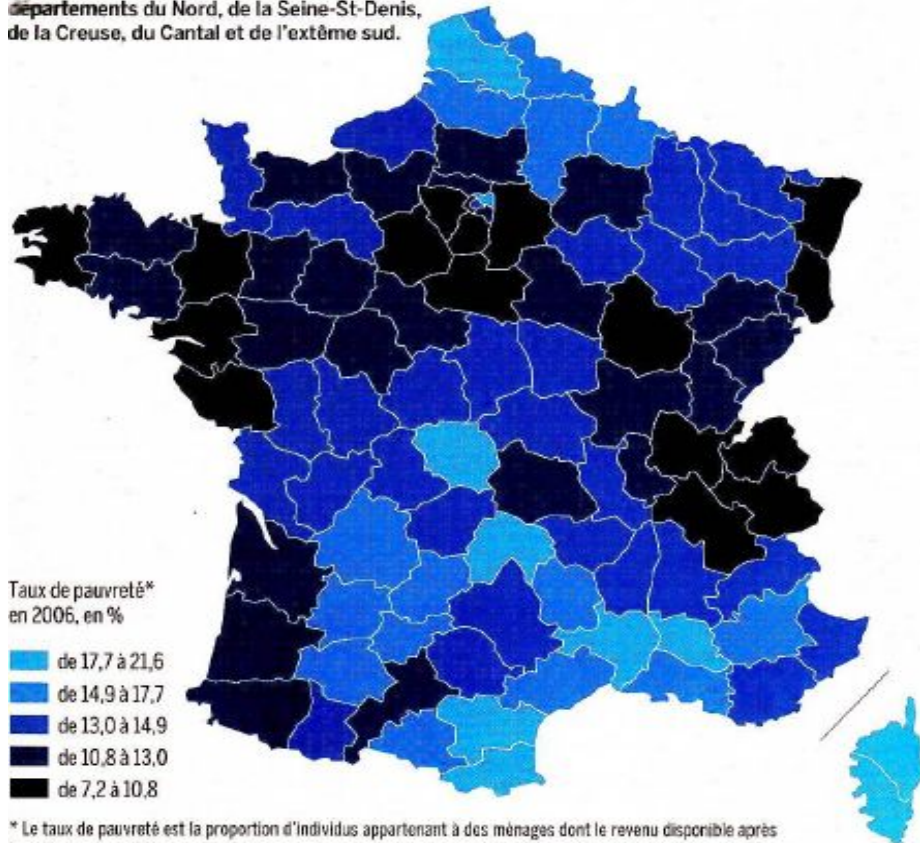 départements du Nord, de la Seine-St-Denis,
de la Creuse, du Cantal et de l'extême sud.
Taux de pauvreté*
en 2006, en %
de 17,7 à 21,6
de 14,9 à 17,7
de 13,0 à 14,9
de 10,8 à 13,0
de 7,2 à 10,8
* Le taux de pauvreté est la proportion d'individus appartenant à des ménages dont le revenu disponible après